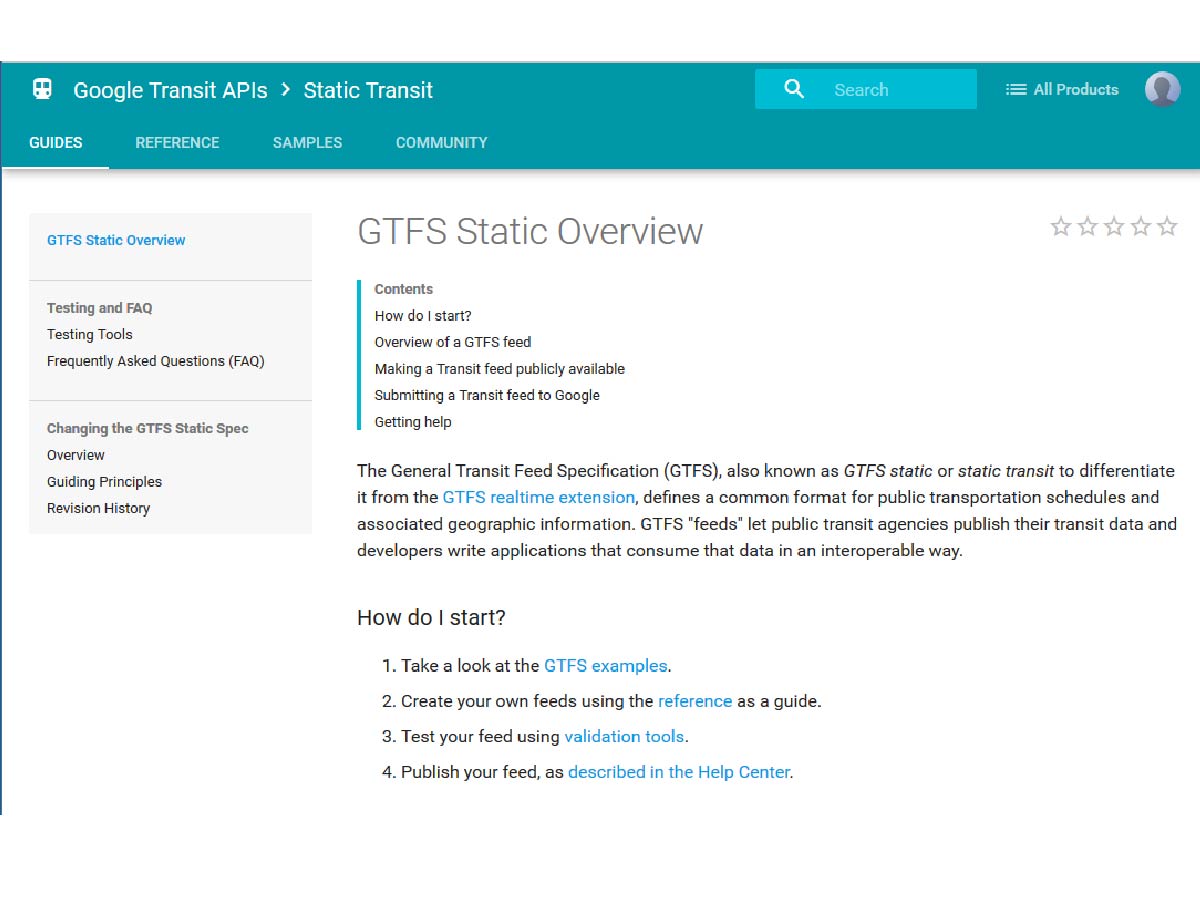 Google Transit APIs > Static Transit
Search
All Products
GUIDES
REFERENCE
SAMPLES
COMMUNITY
GTFS Static Overview
Testing and FAQ
Testing Tools
Frequently Asked Questions (FAQ)
Changing the GTFS Static Spec
Overview
Guiding Principles
Revision History
GTFS Static Overview
Contents
How do I start?
Overview of a GTFS feed
Making a Transit feed publicly available
Submitting a Transit feed to Google
Getting help
The General Transit Feed Specification (GTFS), also known as GTFS static or static transit to differentiate
it from the GTFS realtime extension, defines a common format for public transportation schedules and
associated geographic information. GTFS "feeds" let public transit agencies publish their transit data and
developers write applications that consume that data in an interoperable way.
How do I start?
1. Take a look at the GTFS examples.
2. Create your own feeds using the reference as a guide.
3. Test your feed using validation tools.
4. Publish your feed, as described in the Help Center.